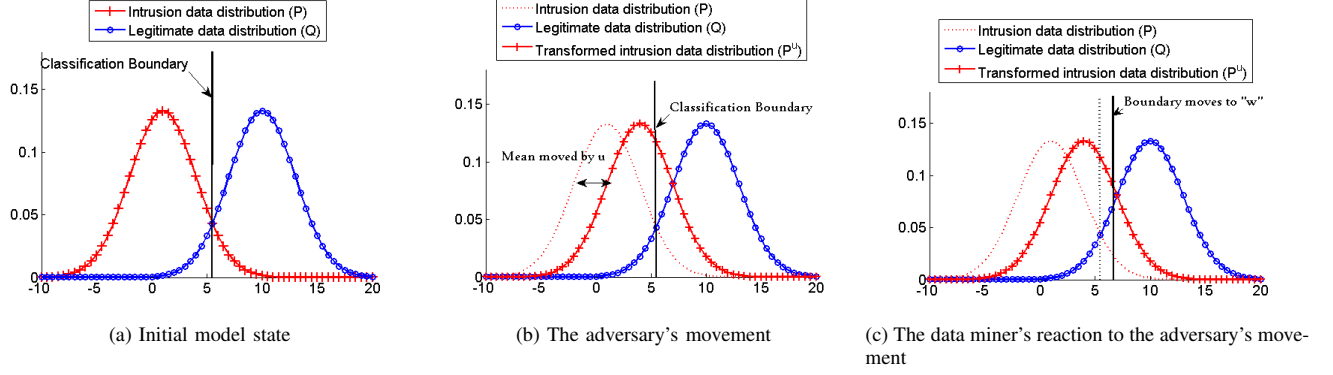 Intrusion data distribution (P)
Legitimate data distribution (Q)
Classification Boundary
0.15
0.1
0.05
0
-10
-5
0
5
10
15
20
(a) Initial model state
Intrusion data distribution (P)
Legitimate data distribution (Q)
Transformed intrusion data distribution (Pᵘ)
Classification Boundary
Mean moved by u
0.15
0.1
0.05
0
-10
-5
0
5
10
15
20
(b) The adversary's movement
Intrusion data distribution (P)
Legitimate data distribution (Q)
Transformed intrusion data distribution (Pᵘ)
Boundary moves to "w"
0.15
0.1
0.05
0
-10
-5
0
5
10
15
20
(c) The data miner's reaction to the adversary's move-
ment